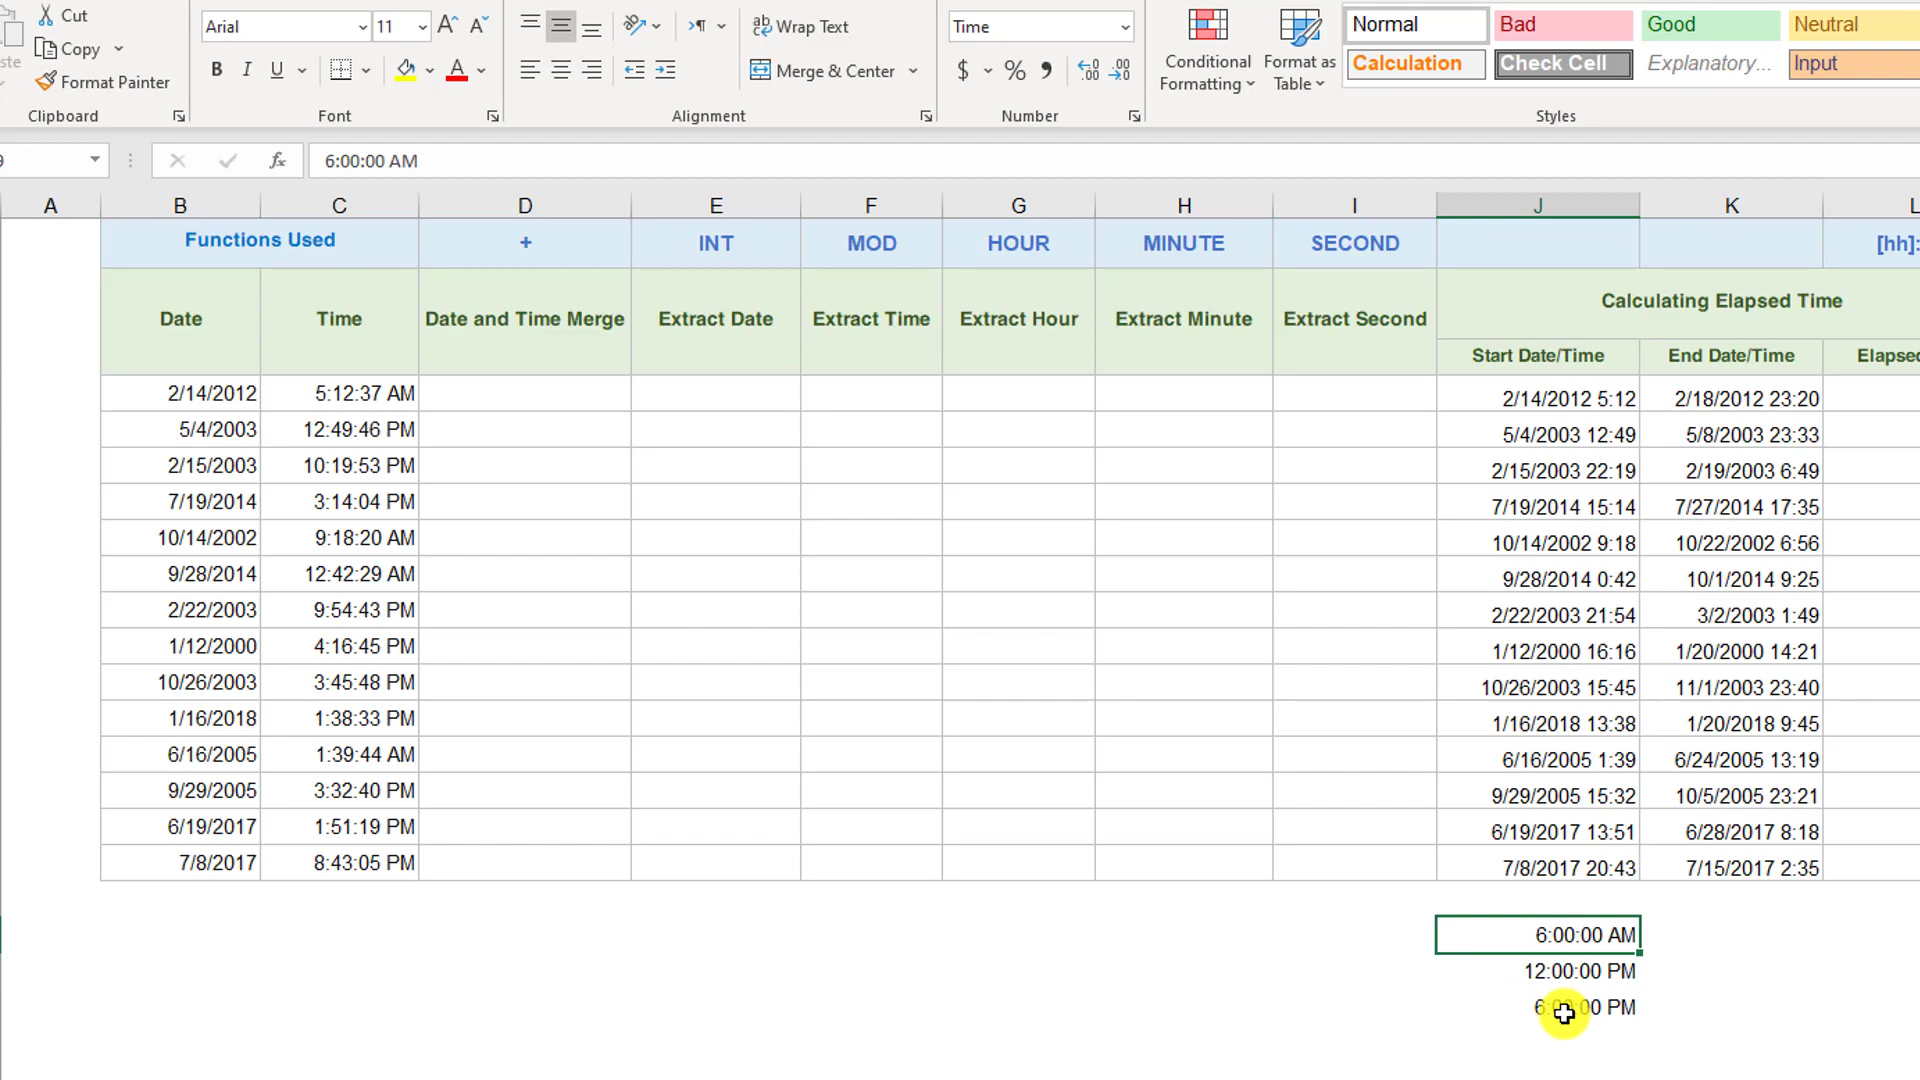 Cut
Copy
ste
Format Painter
Clipboard
Arial
11
A A
B I U A
Font
ab Wrap Text
Merge & Center
Alignment
Time
$ % 9 .00 .00
Number
Conditional Formatting
Format as Table
Normal Bad Good Neutral
Calculation Check Cell Explanatory... Input
Styles
9
fx
6:00:00 AM
A B C D E F G H I J K L
Functions Used + INT MOD HOUR MINUTE SECOND [hh]:
Date Time Date and Time Merge Extract Date Extract Time Extract Hour Extract Minute Extract Second Calculating Elapsed Time
Start Date/Time End Date/Time Elapsed
2/14/2012 5:12:37 AM 2/14/2012 5:12 2/18/2012 23:20
5/4/2003 12:49:46 PM 5/4/2003 12:49 5/8/2003 23:33
2/15/2003 10:19:53 PM 2/15/2003 22:19 2/19/2003 6:49
7/19/2014 3:14:04 PM 7/19/2014 15:14 7/27/2014 17:35
10/14/2002 9:18:20 AM 10/14/2002 9:18 10/22/2002 6:56
9/28/2014 12:42:29 AM 9/28/2014 0:42 10/1/2014 9:25
2/22/2003 9:54:43 PM 2/22/2003 21:54 3/2/2003 1:49
1/12/2000 4:16:45 PM 1/12/2000 16:16 1/20/2000 14:21
10/26/2003 3:45:48 PM 10/26/2003 15:45 11/1/2003 23:40
1/16/2018 1:38:33 PM 1/16/2018 13:38 1/20/2018 9:45
6/16/2005 1:39:44 AM 6/16/2005 1:39 6/24/2005 13:19
9/29/2005 3:32:40 PM 9/29/2005 15:32 10/5/2005 23:21
6/19/2017 1:51:19 PM 6/19/2017 13:51 6/28/2017 8:18
7/8/2017 8:43:05 PM 7/8/2017 20:43 7/15/2017 2:35
6:00:00 AM
12:00:00 PM
6:00:00 PM